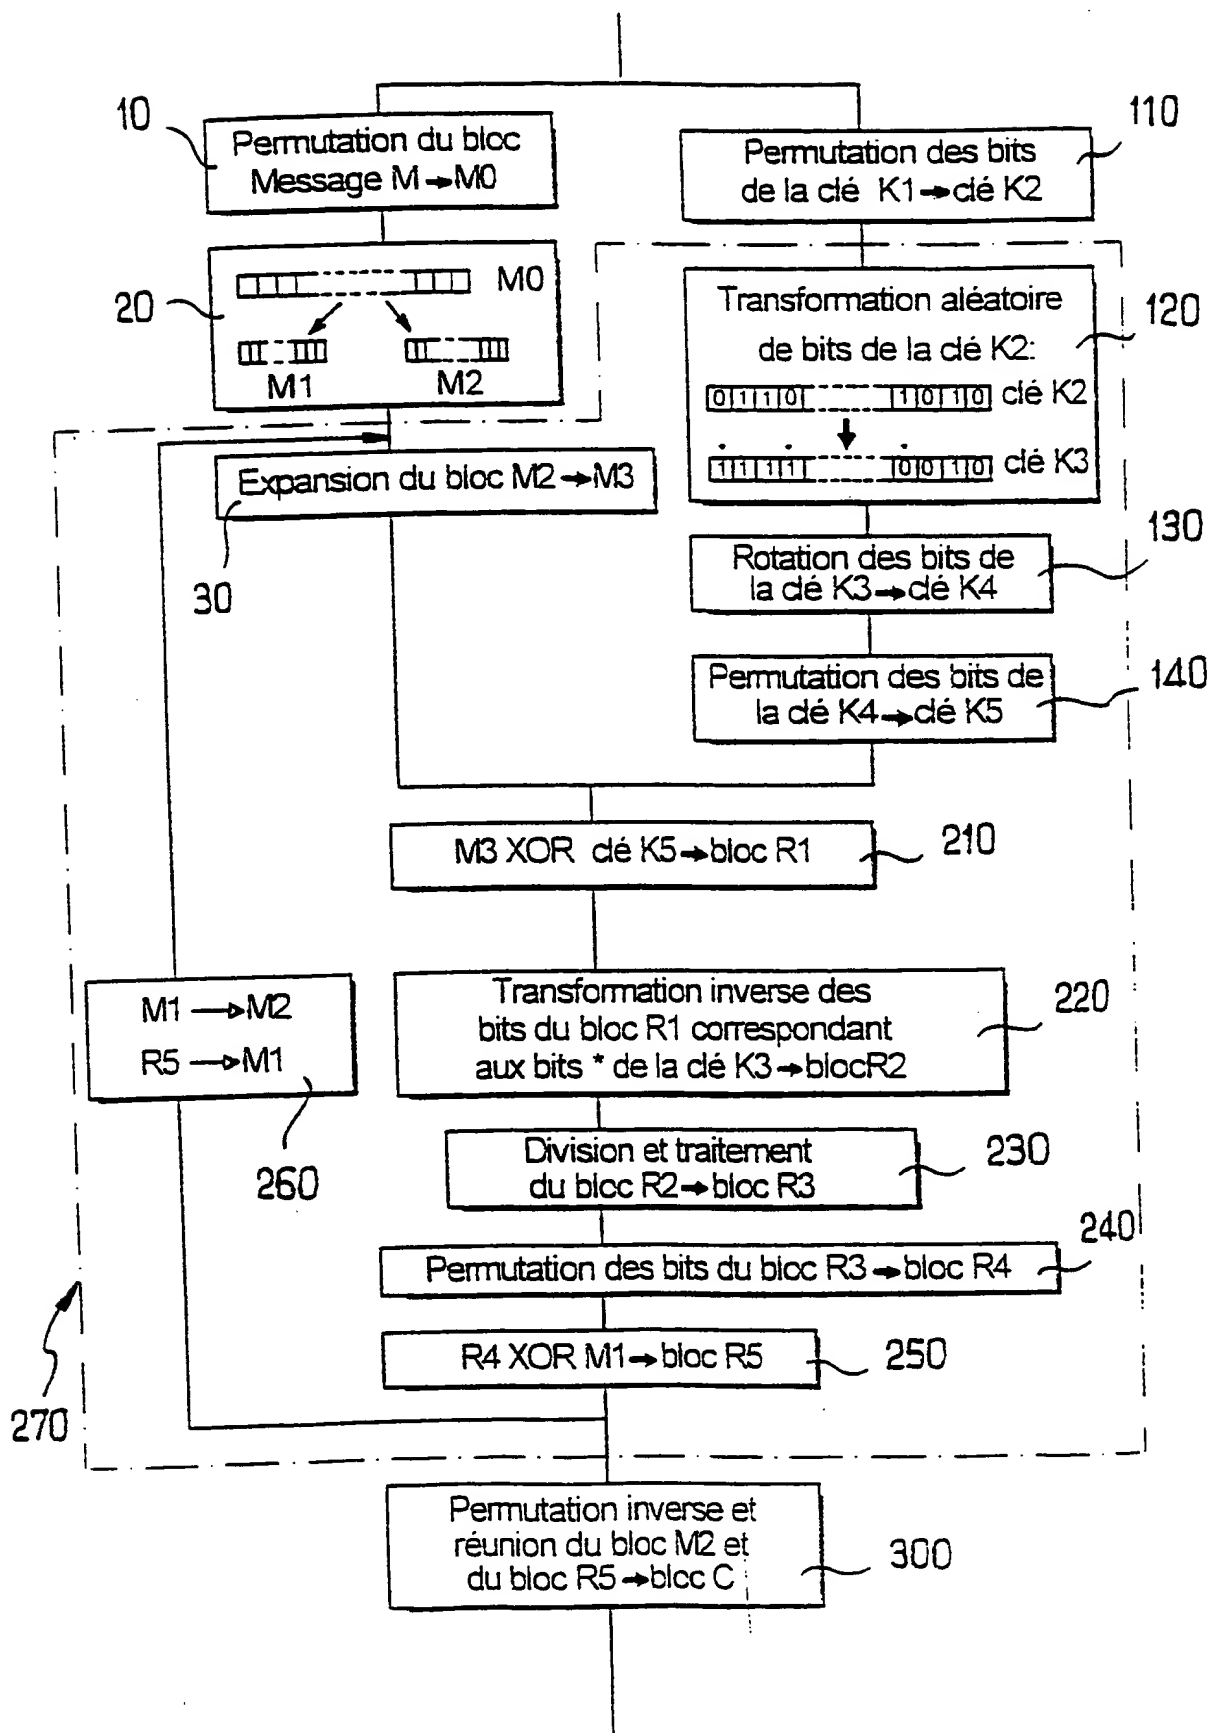 10
Permutation du bloc
Message M → M0
110
Permutation des bits
de la clé K1 → clé K2
20
M0
M1 M2
120
Transformation aléatoire
de bits de la clé K2:
0 1 1 0 1 0 1 0 clé K2
1 1 1 1 0 0 1 0 clé K3
Expansion du bloc M2 → M3
30
130
Rotation des bits de
la clé K3 → clé K4
140
Permutation des bits de
la clé K4 → clé K5
M3 XOR clé K5 → bloc R1
210
M1 → M2
R5 → M1
260
Transformation inverse des
bits du bloc R1 correspondant
aux bits * de la clé K3 → bloc R2
220
Division et traitement
du bloc R2 → bloc R3
230
Permutation des bits du bloc R3 → bloc R4
240
R4 XOR M1 → bloc R5
250
270
Permutation inverse et
réunion du bloc M2 et
du bloc R5 → bloc C
300